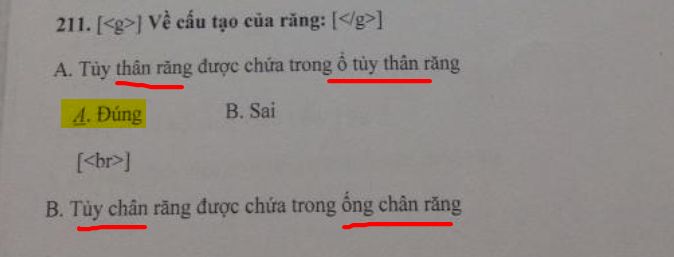 211. [<g>] Về cấu tạo của răng: [</g>]
A. Tủy thân răng được chứa trong ổ tủy thân răng
A. Đúng B. Sai
[<br>]
B. Tủy chân răng được chứa trong ống chân răng